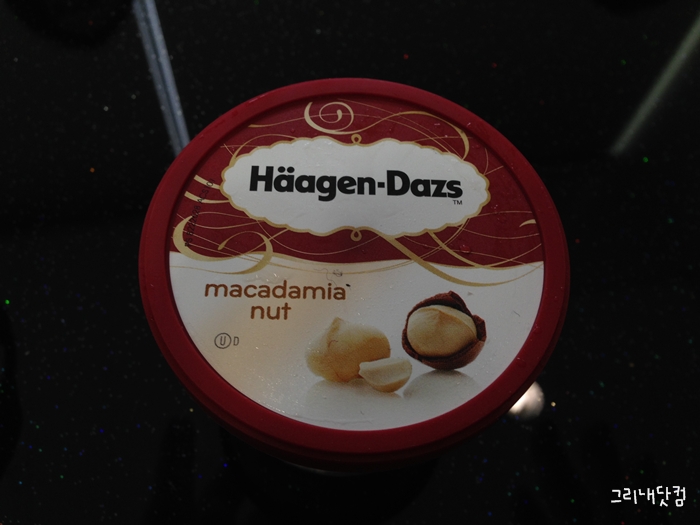 Häagen-Dazs
TM
macadamia
nut
U D
그리내닷컴